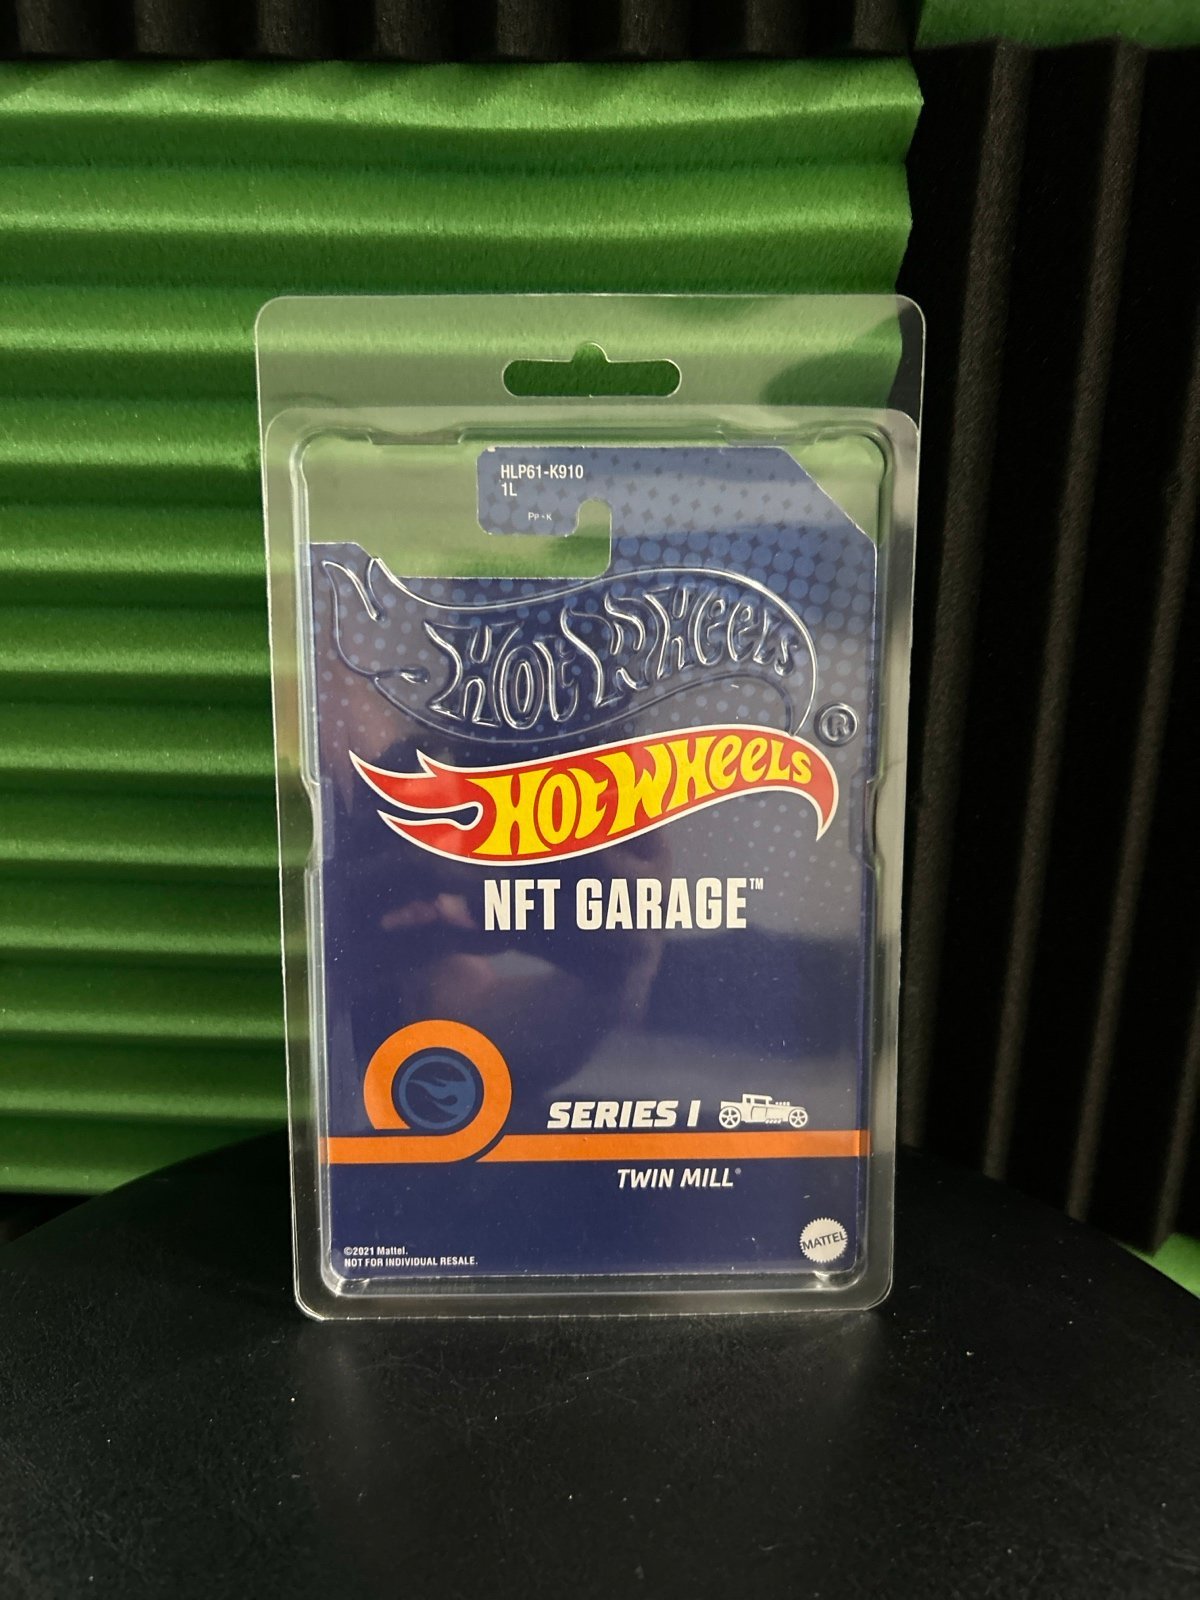 HLP61-K910
1L
PP-K
Hot Wheels ®
Hot Wheels
NFT GARAGE™
SERIES 1
TWIN MILL®
©2021 Mattel.
NOT FOR INDIVIDUAL RESALE.
MATTEL